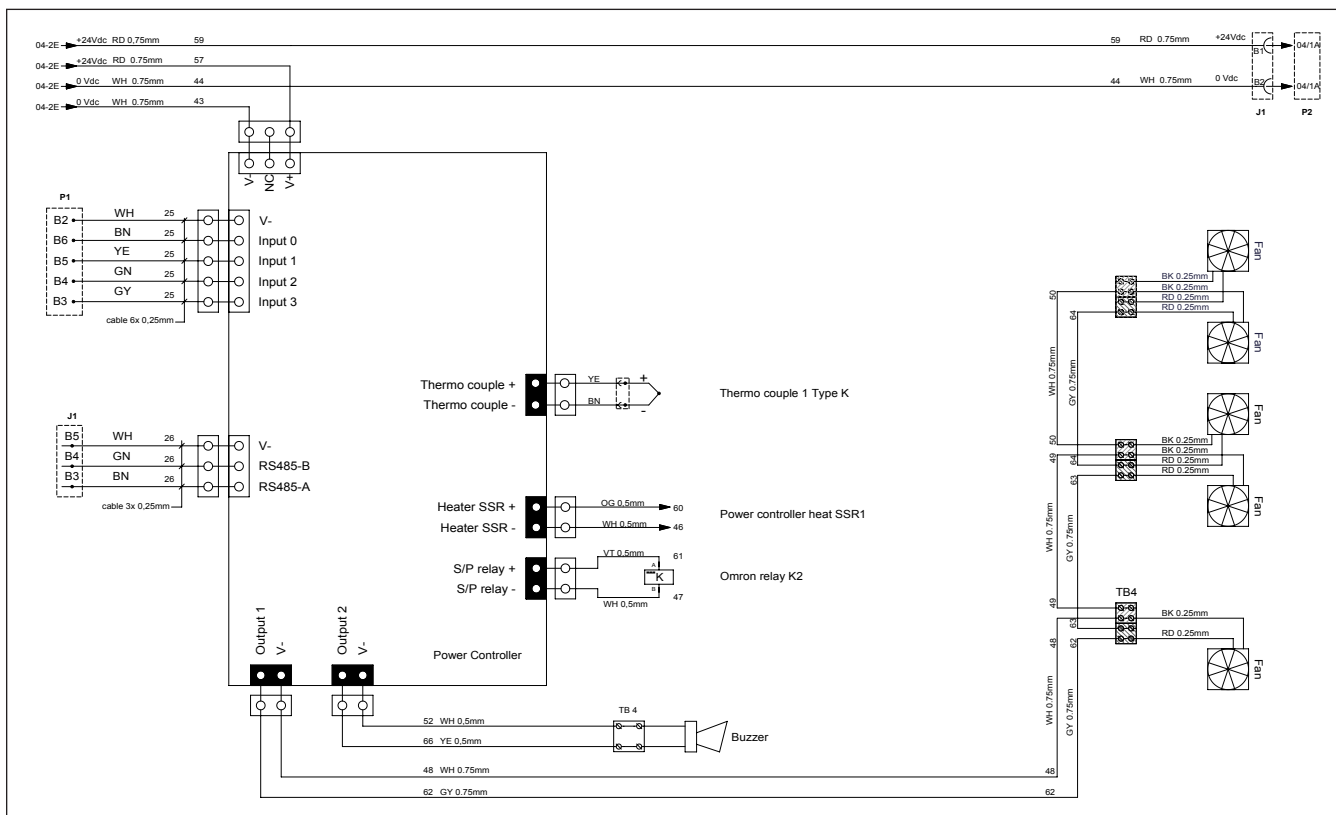 04-2E +24Vdc RD 0,75mm 59 59 RD 0.75mm +24Vdc B1 04/1A
04-2E +24Vdc RD 0.75mm 57
04-2E 0 Vdc WH 0.75mm 44 44 WH 0.75mm 0 Vdc B2 04/1A
04-2E 0 Vdc WH 0.75mm 43
J1 P2
V- NC V+
P1
B2 WH 25 V-
B6 BN 25 Input 0
B5 YE 25 Input 1
B4 GN 25 Input 2
B3 GY 25 Input 3
cable 6x 0,25mm
Thermo couple + YE +
Thermo couple - BN -
Thermo couple 1 Type K
J1
B5 WH 26 V-
B4 GN 26 RS485-B
B3 BN 26 RS485-A
cable 3x 0,25mm
Heater SSR + OG 0,5mm 60
Heater SSR - WH 0,5mm 46
Power controller heat SSR1
S/P relay + VT 0,5mm 61
A
K
B
Omron relay K2
S/P relay - WH 0,5mm 47
Output 1
V-
Output 2
V-
Power Controller
52 WH 0,5mm
66 YE 0,5mm
TB 4
Buzzer
48 WH 0.75mm 48
62 GY 0.75mm 62
BK 0.25mm
BK 0.25mm
RD 0.25mm
RD 0.25mm
Fan
Fan
50
64
WH 0.75mm
GY 0.75mm
50
49
64
63
BK 0.25mm
BK 0.25mm
RD 0.25mm
RD 0.25mm
Fan
Fan
WH 0.75mm
GY 0.75mm
49
48
63
62
TB4
BK 0.25mm
RD 0.25mm
Fan
WH 0.75mm
GY 0.75mm